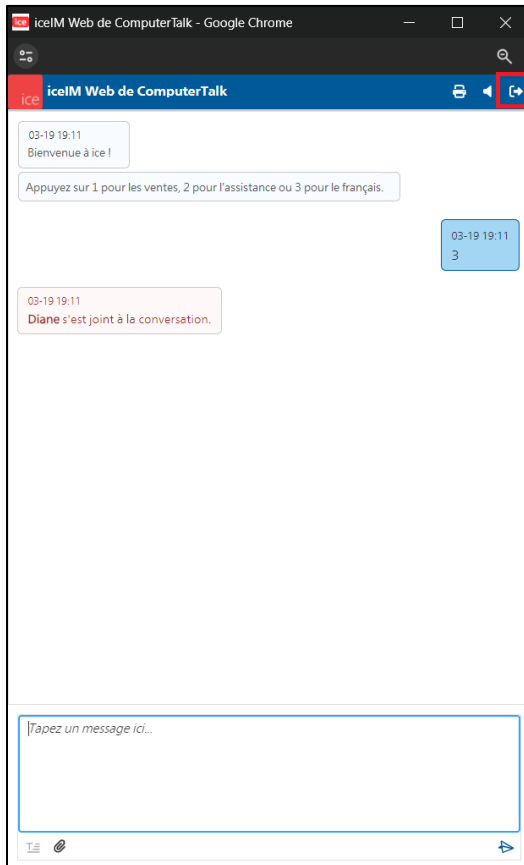 ice iceIM Web de ComputerTalk - Google Chrome
ice iceIM Web de ComputerTalk
03-19 19:11
Bienvenue à ice !
Appuyez sur 1 pour les ventes, 2 pour l'assistance ou 3 pour le français.
03-19 19:11
3
03-19 19:11
Diane s'est joint à la conversation.
Tapez un message ici...